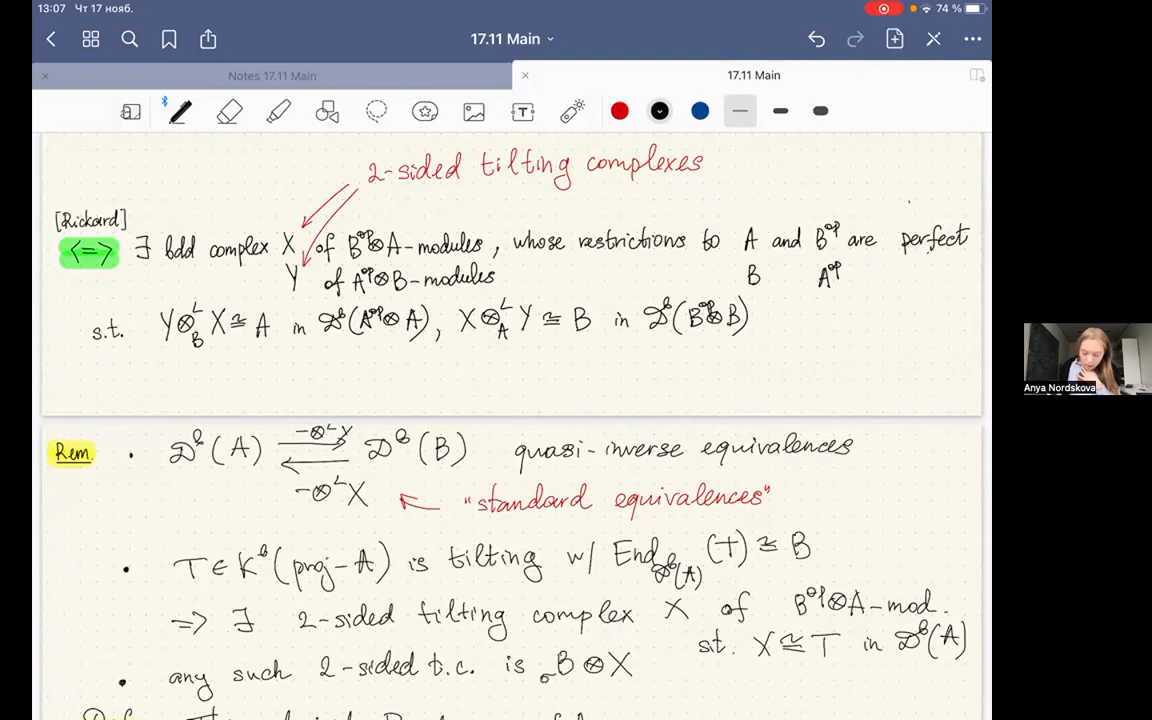 13:07 Чт 17 нояб.
74 %
17.11 Main
Notes 17.11 Main
17.11 Main
2-sided tilting complexes
[Rickard]
<=> ∃ bdd complex X of B^op⊗A-modules, whose restrictions to A and B^op are perfect
Y of A^op⊗B-modules B A^op
s.t. Y⊗^L_B X ≅ A in D^b(A^op⊗A), X⊗^L_A Y ≅ B in D^b(B^op⊗B)
Rem. · D^b(A) ⇄ D^b(B) quasi-inverse equivalences
-⊗^L Y
-⊗^L X ← "standard equivalences"
· T ∈ K^b(proj-A) is tilting w/ End_{D^b(A)}(T) ≅ B
=> ∃ 2-sided tilting complex X of B^op⊗A-mod.
s.t. X ≅ T in D^b(A)
· any such 2-sided t.c. is σB⊗X
Anya Nordskova